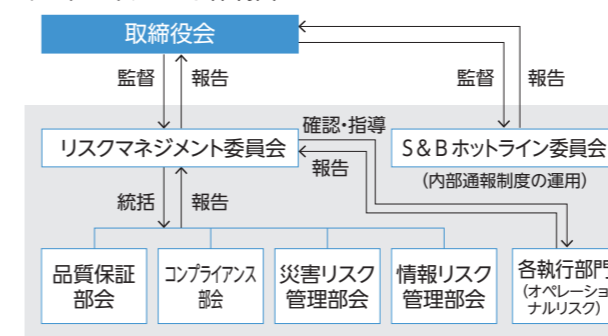 取締役会
監督
報告
監督
報告
リスクマネジメント委員会
確認・指導
報告
S&Bホットライン委員会
(内部通報制度の運用)
統括
報告
品質保証
部会
コンプライアンス
部会
災害リスク
管理部会
情報リスク
管理部会
各執行部門
(オペレーショ
ナルリスク)